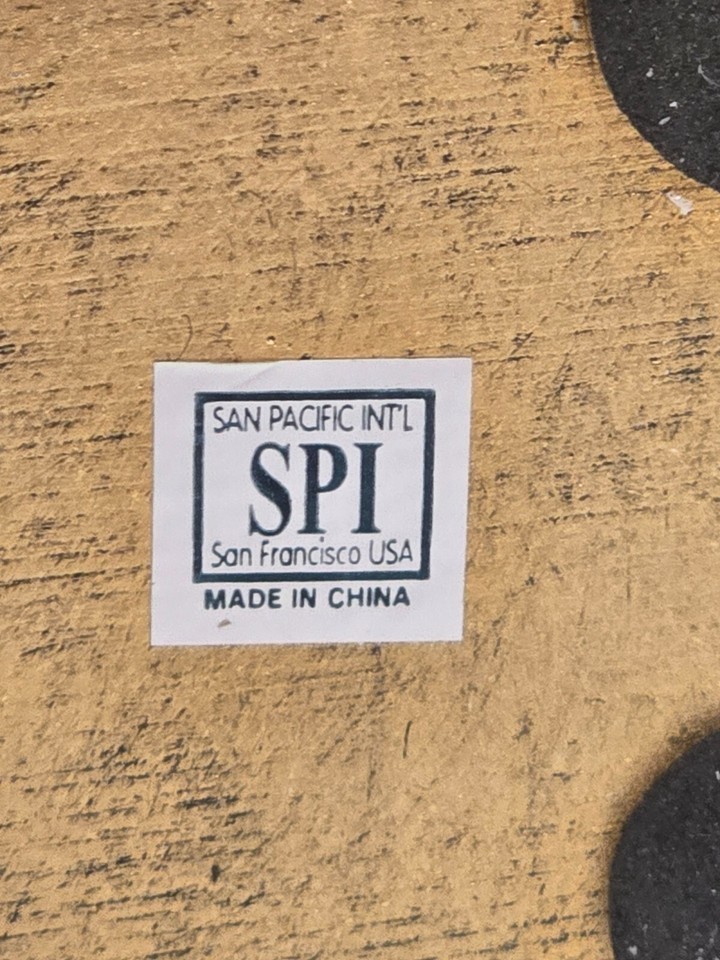 SAN PACIFIC INT'L
SPI
San Francisco USA
MADE IN CHINA